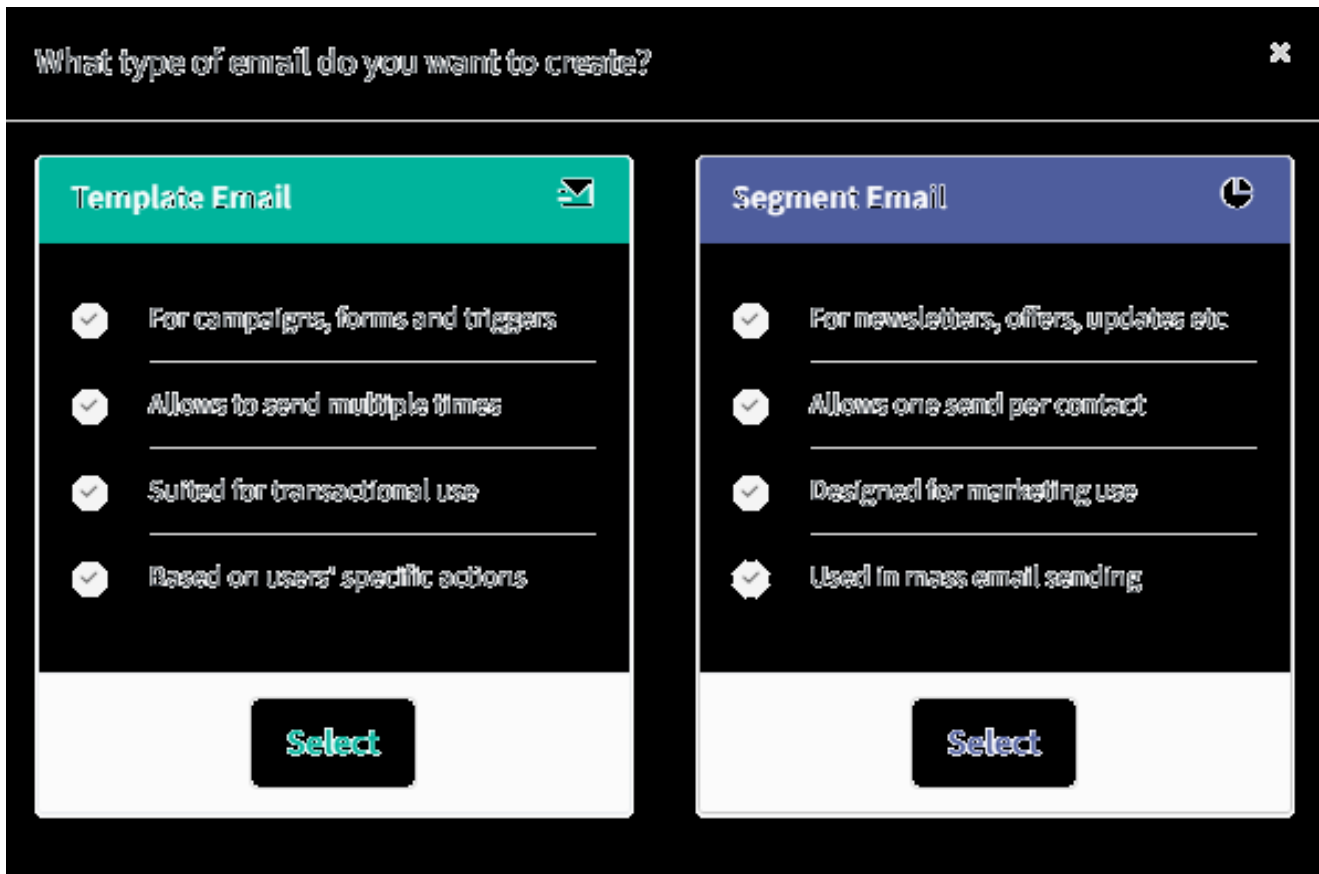 What type of email do you want to create?
Template Email
For campaigns, forms and triggers
Allows to send multiple times
Suited for transactional use
Based on users' specific actions
Select
Segment Email
For newsletters, offers, updates etc
Allows one send per contact
Designed for marketing use
Used in mass email sending
Select